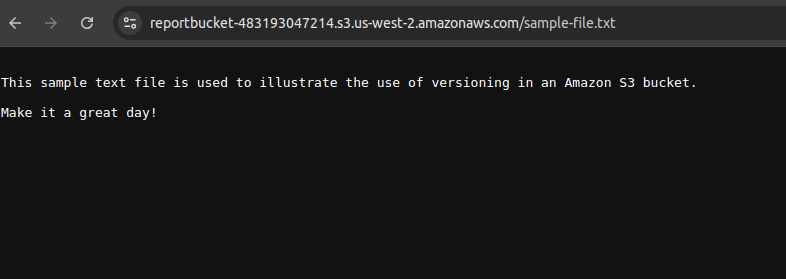 reportbucket-483193047214.s3.us-west-2.amazonaws.com/sample-file.txt
This sample text file is used to illustrate the use of versioning in an Amazon S3 bucket.
Make it a great day!